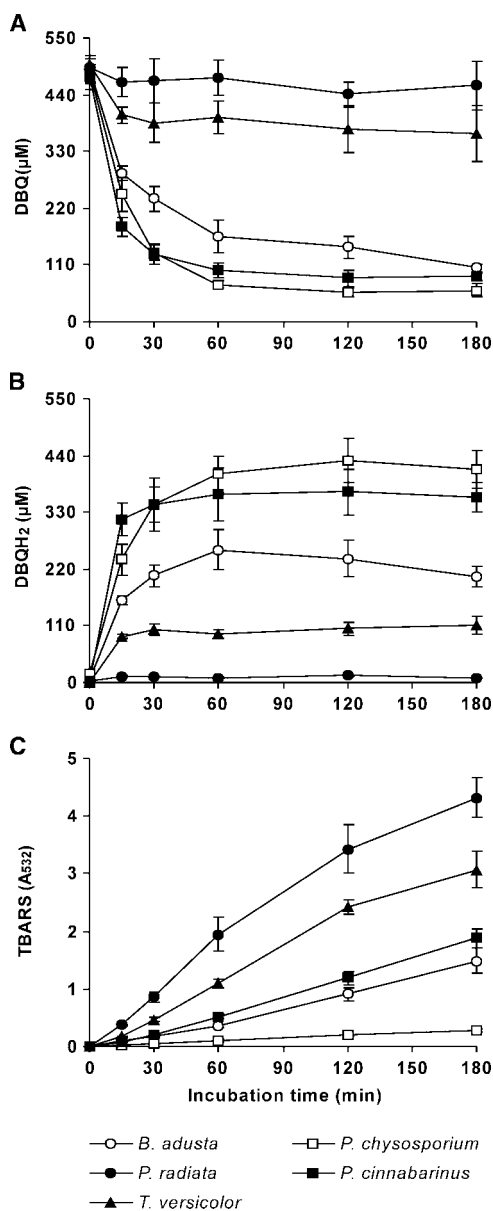 A
550
440
330
220
110
0
DBQ(µM)
0 30 60 90 120 150 180
B
550
440
330
220
110
0
DBQH2 (µM)
0 30 60 90 120 150 180
C
5
4
3
2
1
0
TBARS (A532)
0 30 60 90 120 150 180
Incubation time (min)
B. adusta
P. chysosporium
P. radiata
P. cinnabarinus
T. versicolor